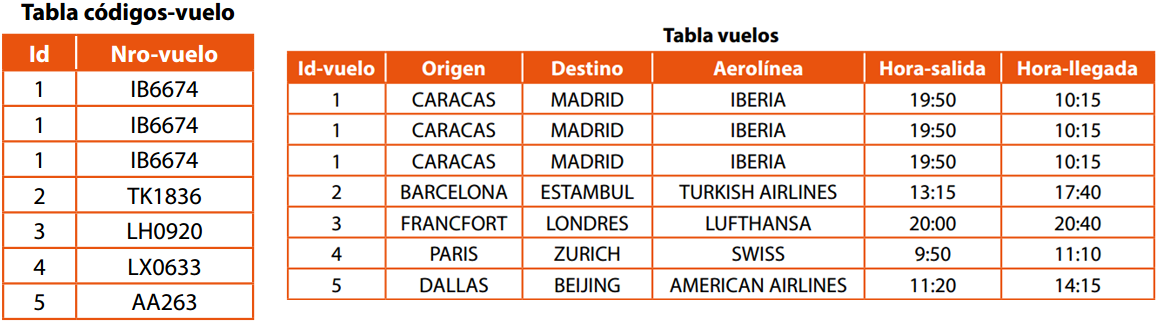 Tabla códigos-vuelo
Id Nro-vuelo
1 IB6674
1 IB6674
1 IB6674
2 TK1836
3 LH0920
4 LX0633
5 AA263
Tabla vuelos
Id-vuelo Origen Destino Aerolínea Hora-salida Hora-llegada
1 CARACAS MADRID IBERIA 19:50 10:15
1 CARACAS MADRID IBERIA 19:50 10:15
1 CARACAS MADRID IBERIA 19:50 10:15
2 BARCELONA ESTAMBUL TURKISH AIRLINES 13:15 17:40
3 FRANCFORT LONDRES LUFTHANSA 20:00 20:40
4 PARIS ZURICH SWISS 9:50 11:10
5 DALLAS BEIJING AMERICAN AIRLINES 11:20 14:15